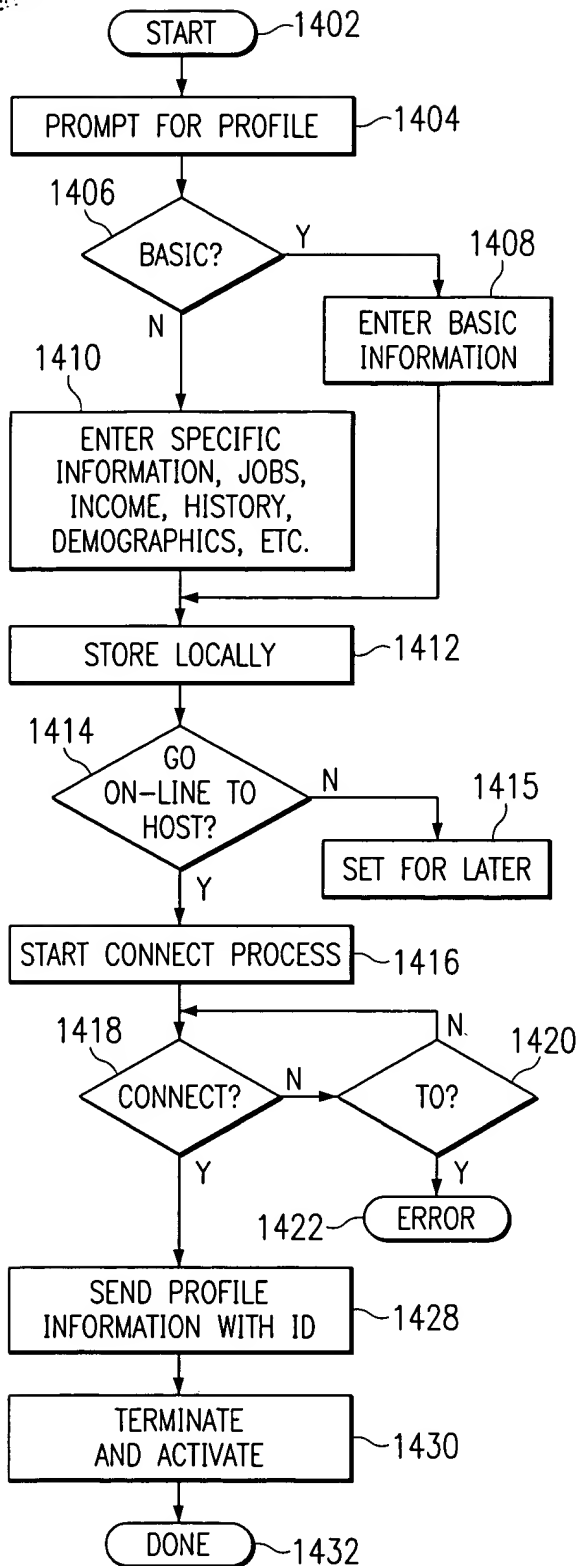 START
1402
PROMPT FOR PROFILE
1404
1406
BASIC?
Y
N
1408
ENTER BASIC
INFORMATION
1410
ENTER SPECIFIC
INFORMATION, JOBS,
INCOME, HISTORY,
DEMOGRAPHICS, ETC.
STORE LOCALLY
1412
1414
GO
ON-LINE TO
HOST?
N
Y
1415
SET FOR LATER
START CONNECT PROCESS
1416
1418
CONNECT?
N
Y
1420
TO?
N
Y
1422
ERROR
SEND PROFILE
INFORMATION WITH ID
1428
TERMINATE
AND ACTIVATE
1430
DONE
1432